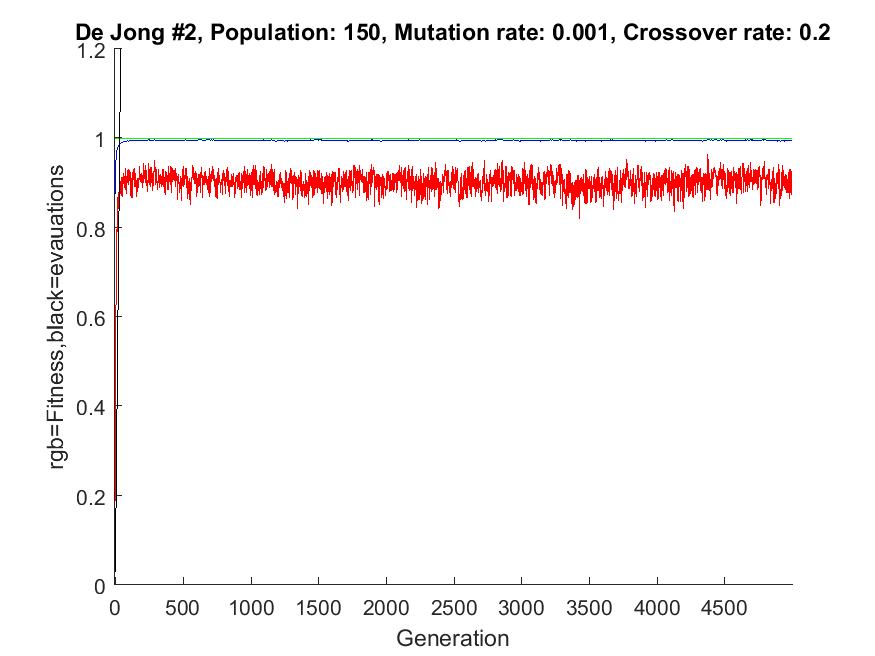 De Jong #2, Population: 150, Mutation rate: 0.001, Crossover rate: 0.2
1.2
1
0.8
0.6
0.4
0.2
0
rgb=Fitness,black=evauations
0 500 1000 1500 2000 2500 3000 3500 4000 4500
Generation